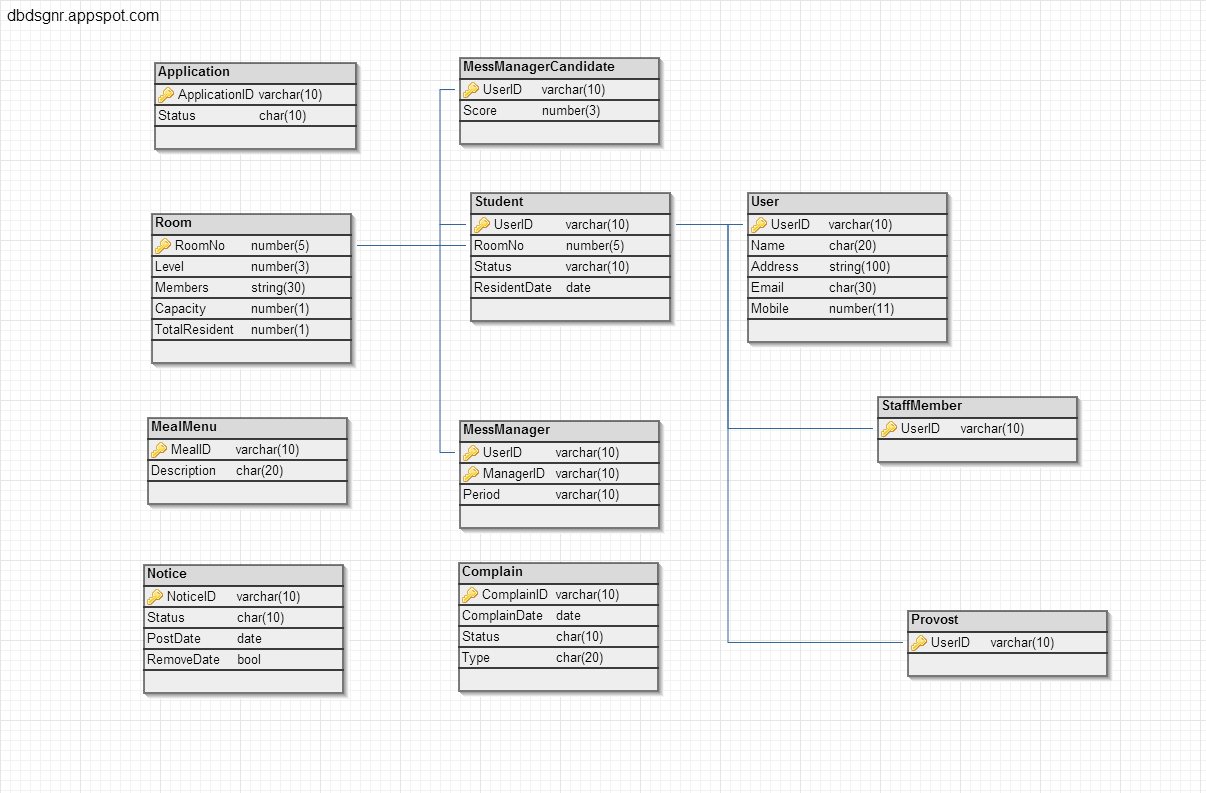 dbdsgnr.appspot.com
Application
ApplicationID varchar(10)
Status char(10)
MessManagerCandidate
UserID varchar(10)
Score number(3)
Room
RoomNo number(5)
Level number(3)
Members string(30)
Capacity number(1)
TotalResident number(1)
Student
UserID varchar(10)
RoomNo number(5)
Status varchar(10)
ResidentDate date
User
UserID varchar(10)
Name char(20)
Address string(100)
Email char(30)
Mobile number(11)
StaffMember
UserID varchar(10)
MealMenu
MealID varchar(10)
Description char(20)
MessManager
UserID varchar(10)
ManagerID varchar(10)
Period varchar(10)
Notice
NoticeID varchar(10)
Status char(10)
PostDate date
RemoveDate bool
Complain
ComplainID varchar(10)
ComplainDate date
Status char(10)
Type char(20)
Provost
UserID varchar(10)